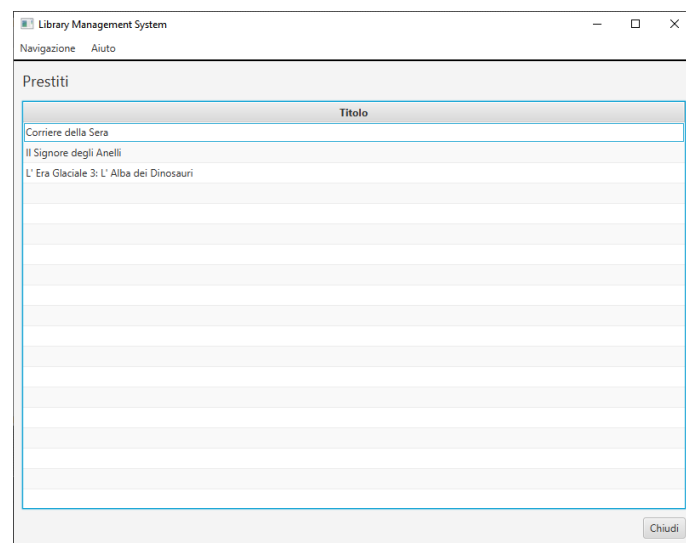 Library Management System
Navigazione Aiuto
Prestiti
Titolo
Corriere della Sera
Il Signore degli Anelli
L' Era Glaciale 3: L' Alba dei Dinosauri
Chiudi